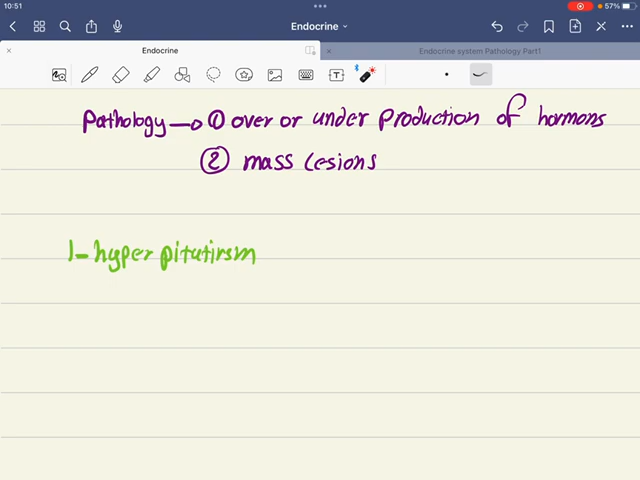 10:51
57%
Endocrine
Endocrine
Endocrine system Pathology Part1
Pathology → ① over or under production of hormons
② mass lesions
1- hyper pitutirsm